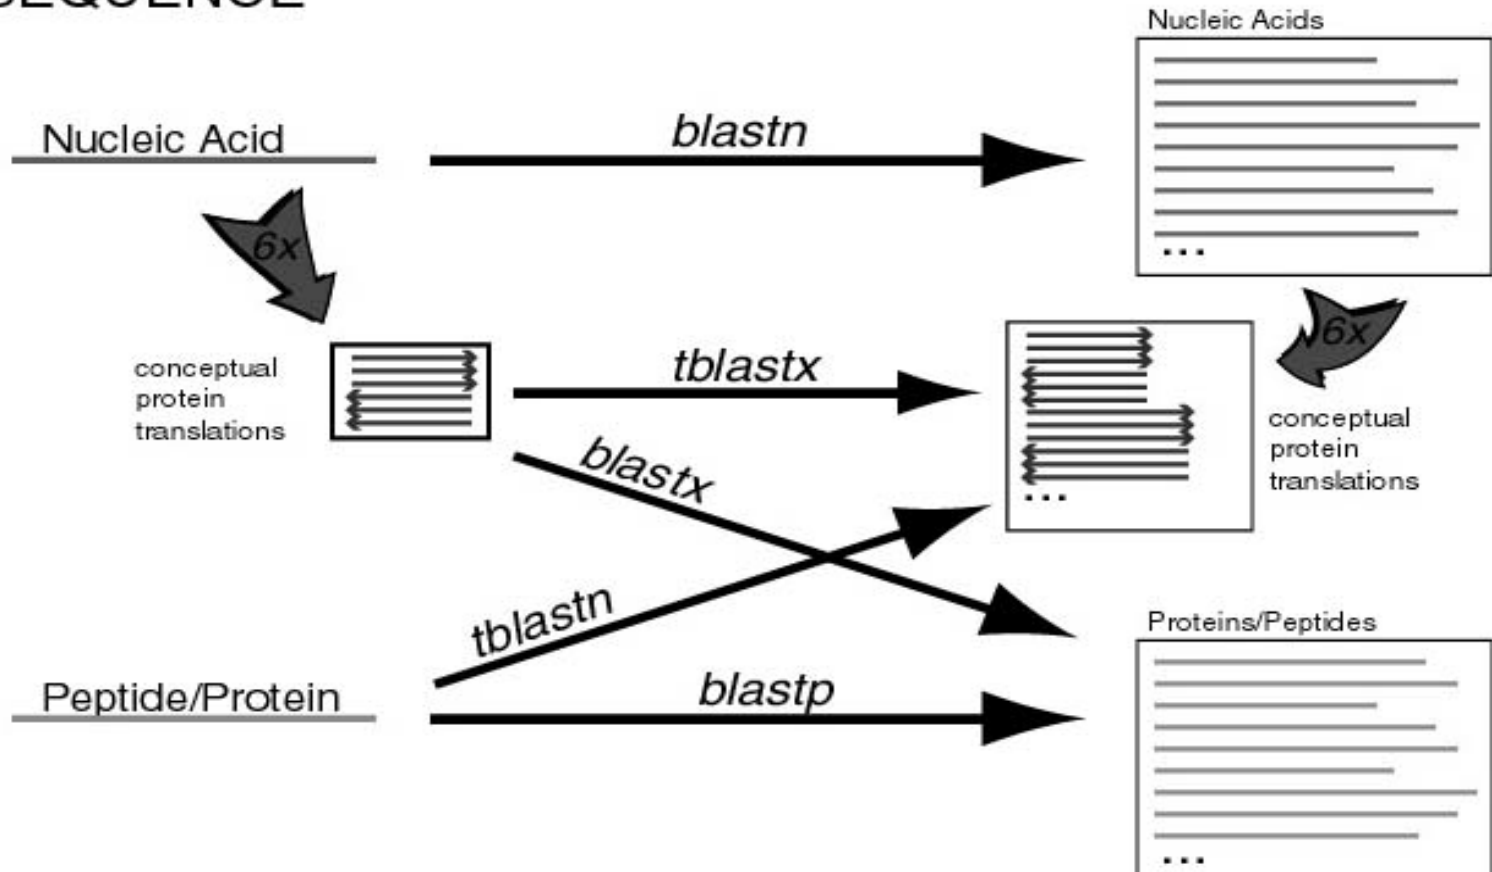 SEQUENCE
Nucleic Acids
Nucleic Acid
blastn
...
6x
6x
conceptual
protein
translations
tblastx
conceptual
protein
translations
blastx
...
tblastn
Proteins/Peptides
Peptide/Protein
blastp
...